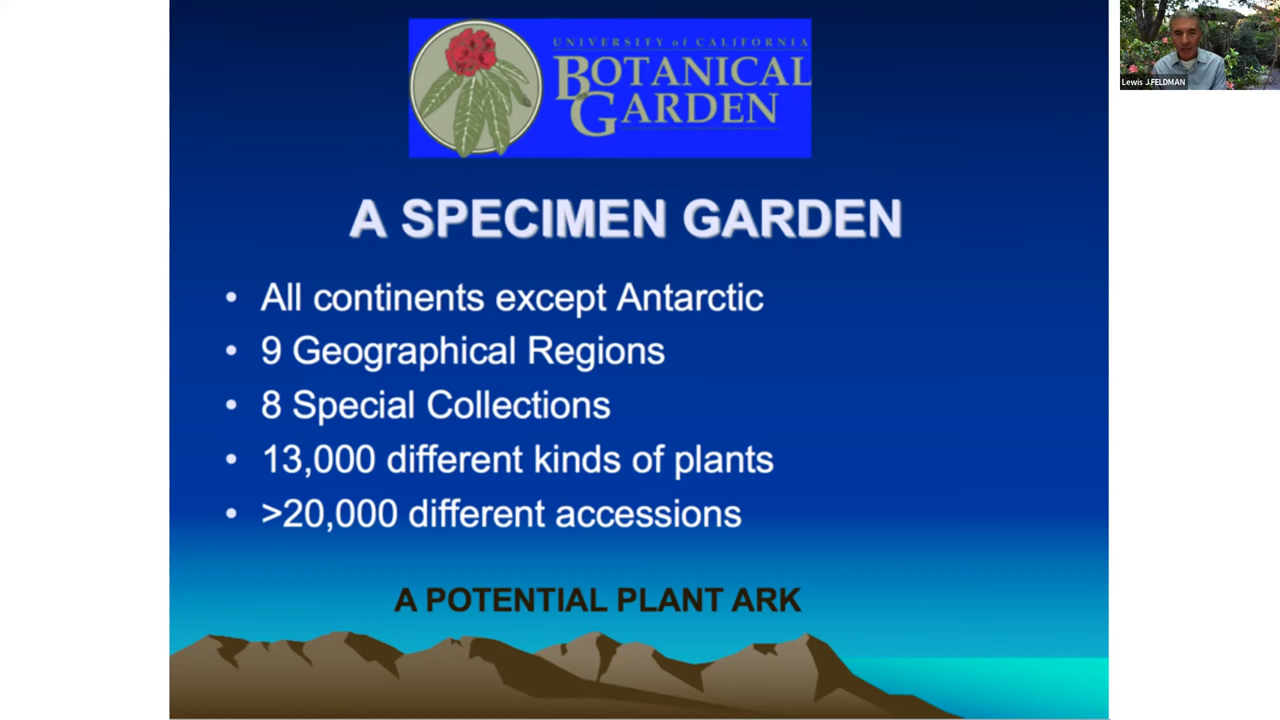 UNIVERSITY of CALIFORNIA
BOTANICAL
GARDEN
Lewis J.FELDMAN
A SPECIMEN GARDEN
• All continents except Antarctic
• 9 Geographical Regions
• 8 Special Collections
• 13,000 different kinds of plants
• >20,000 different accessions
A POTENTIAL PLANT ARK